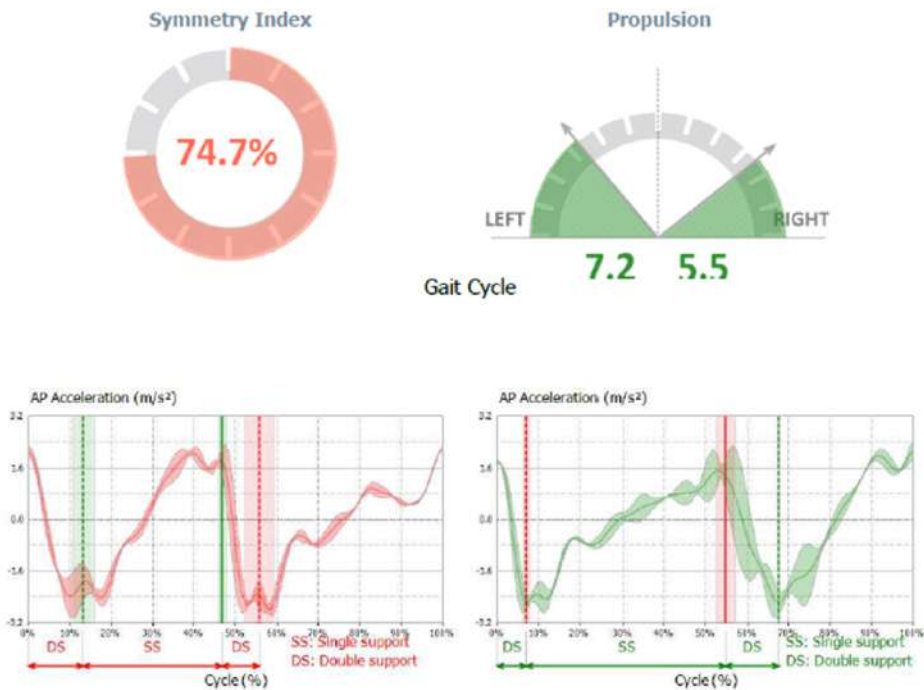 Symmetry Index
Propulsion
74.7%
LEFT
RIGHT
7.2
5.5
Gait Cycle
AP Acceleration (m/s²)
3.2
1.6
0.0
-1.6
-3.2
0%
10%
20%
30%
40%
50%
60%
70%
80%
90%
100%
DS
SS
DS
SS: Single support
DS: Double support
Cycle (%)
AP Acceleration (m/s²)
3.2
1.6
0.0
-1.6
-3.2
0%
10%
20%
30%
40%
50%
60%
70%
80%
90%
100%
DS
SS
DS
SS: Single support
DS: Double support
Cycle (%)